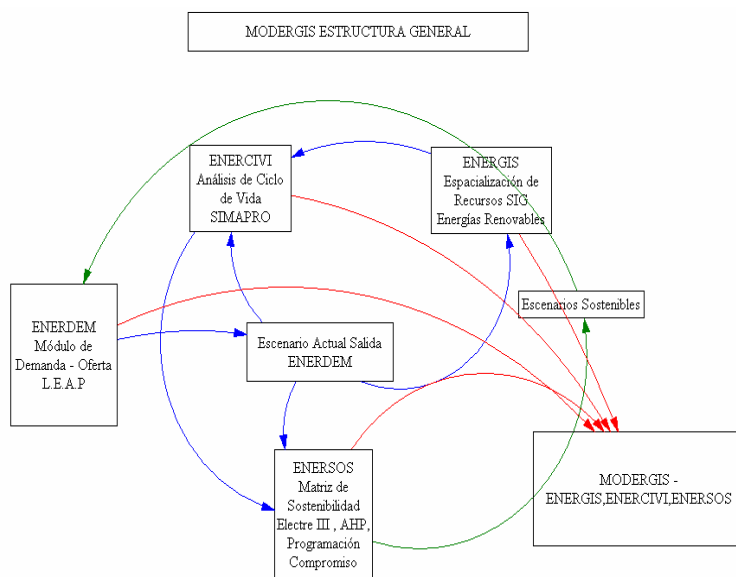 MODERGIS ESTRUCTURA GENERAL
ENERCIVI
Análisis de Ciclo
de Vida
SIMAPRO
ENERGIS
Espacialización de
Recursos SIG
Energías Renovables
ENERDEM
Módulo de
Demanda - Oferta
L.E.A.P
Escenario Actual Salida
ENERDEM
Escenarios Sostenibles
ENERSOS
Matriz de
Sostenibilidad
Electre III , AHP,
Programación
Compromiso
MODERGIS -
ENERGIS,ENERCIVI,ENERSOS